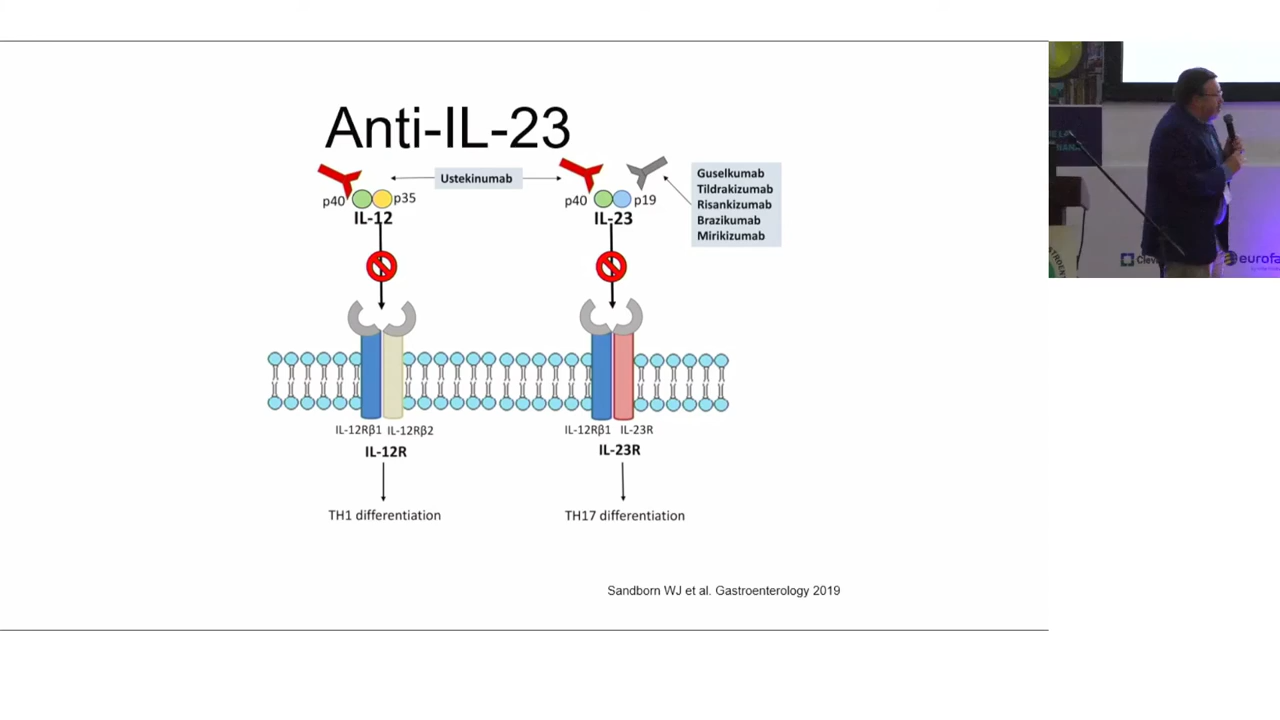 Anti-IL-23
Ustekinumab
p40
p35
IL-12
p40
p19
IL-23
Guselkumab
Tildrakizumab
Risankizumab
Brazikumab
Mirikizumab
IL-12Rβ1
IL-12Rβ2
IL-12R
IL-12Rβ1
IL-23R
IL-23R
TH1 differentiation
TH17 differentiation
Sandborn WJ et al. Gastroenterology 2019